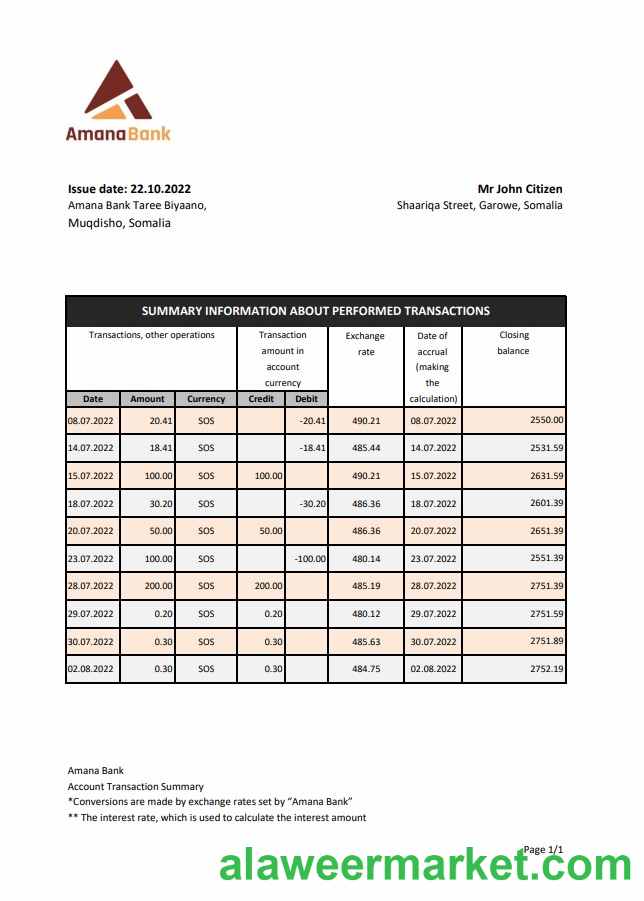 AmanaBank
Issue date: 22.10.2022
Amana Bank Taree Biyaano,
Muqdisho, Somalia
Mr John Citizen
Shaariqa Street, Garowe, Somalia
SUMMARY INFORMATION ABOUT PERFORMED TRANSACTIONS
Transactions, other operations
Transaction
amount in
account
currency
Exchange
rate
Date of
accrual
(making
the
calculation)
Closing
balance
Date Amount Currency Credit Debit
08.07.2022 20.41 SOS -20.41 490.21 08.07.2022 2550.00
14.07.2022 18.41 SOS -18.41 485.44 14.07.2022 2531.59
15.07.2022 100.00 SOS 100.00 490.21 15.07.2022 2631.59
18.07.2022 30.20 SOS -30.20 486.36 18.07.2022 2601.39
20.07.2022 50.00 SOS 50.00 486.36 20.07.2022 2651.39
23.07.2022 100.00 SOS -100.00 480.14 23.07.2022 2551.39
28.07.2022 200.00 SOS 200.00 485.19 28.07.2022 2751.39
29.07.2022 0.20 SOS 0.20 480.12 29.07.2022 2751.59
30.07.2022 0.30 SOS 0.30 485.63 30.07.2022 2751.89
02.08.2022 0.30 SOS 0.30 484.75 02.08.2022 2752.19
Amana Bank
Account Transaction Summary
*Conversions are made by exchange rates set by “Amana Bank”
** The interest rate, which is used to calculate the interest amount
Page 1/1
alaweermarket.com